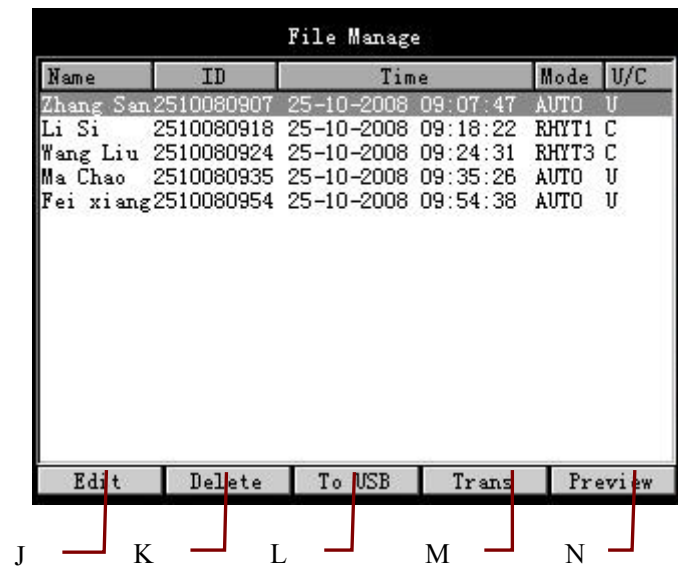 File Manage
Name ID Time Mode U/C
Zhang San 2510080907 25-10-2008 09:07:47 AUTO U
Li Si 2510080918 25-10-2008 09:18:22 RHYT1 C
Wang Liu 2510080924 25-10-2008 09:24:31 RHYT3 C
Ma Chao 2510080935 25-10-2008 09:35:26 AUTO U
Fei xiang 2510080954 25-10-2008 09:54:38 AUTO U
Edit Delete To USB Trans Preview
J K L M N